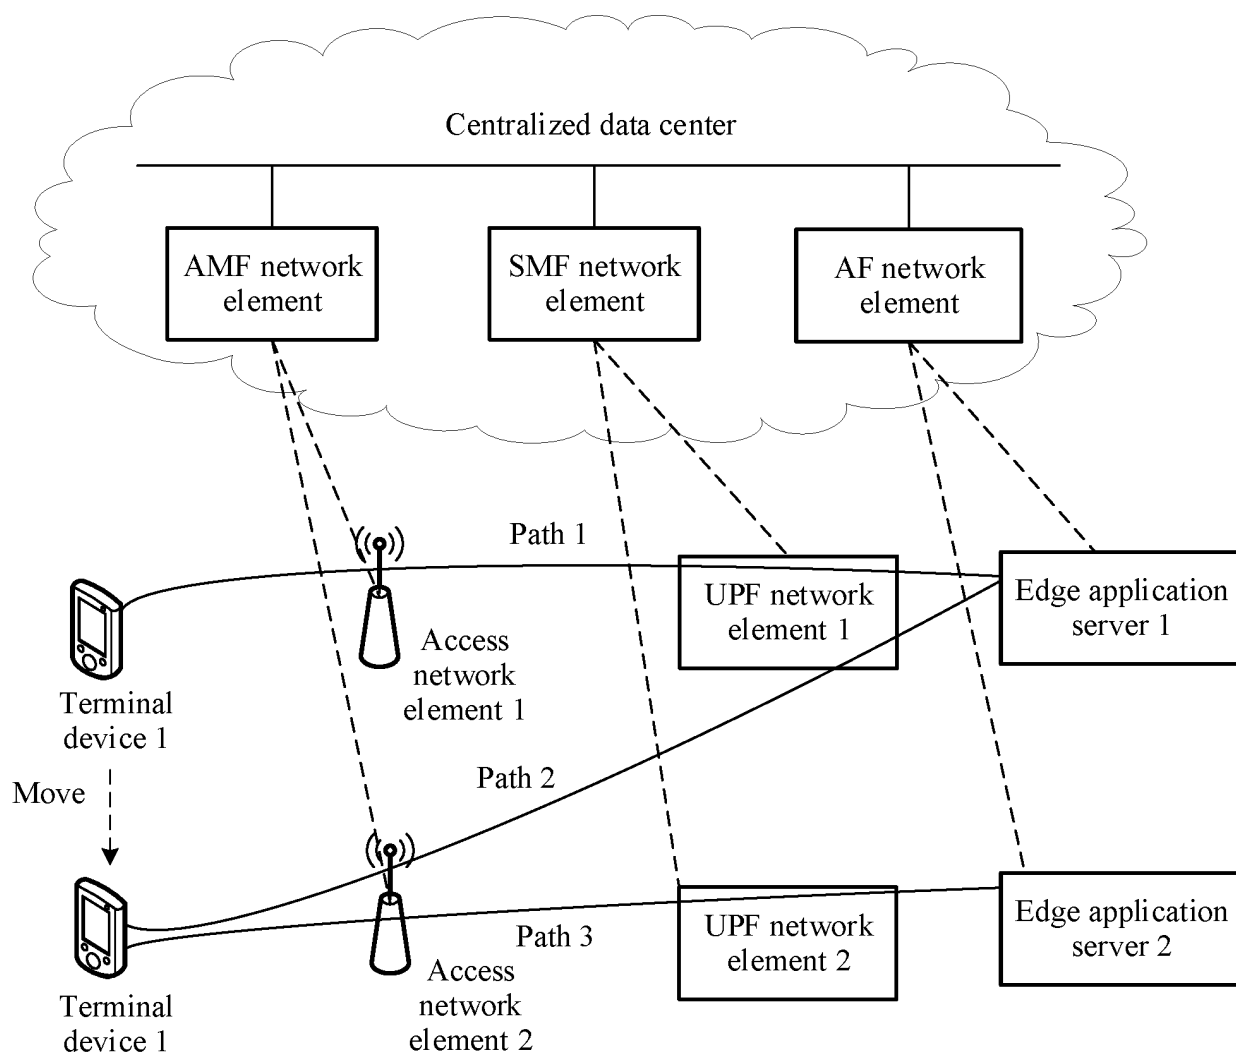 Centralized data center
AMF network
element
SMF network
element
AF network
element
Path 1
UPF network
element 1
Edge application
server 1
Access
network
element 1
Terminal
device 1
Move
Path 2
Path 3
UPF network
element 2
Edge application
server 2
Access
network
element 2
Terminal
device 1